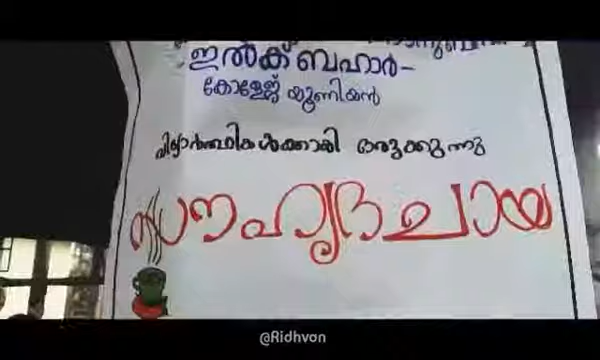 ഇൽക് ബഹാർ-
കോളേജ് യൂണിയൻ
വിദ്യാർത്ഥികൾക്കായി ഒരുക്കുന്നു
സൗഹൃദ ചായ
@Ridhvon